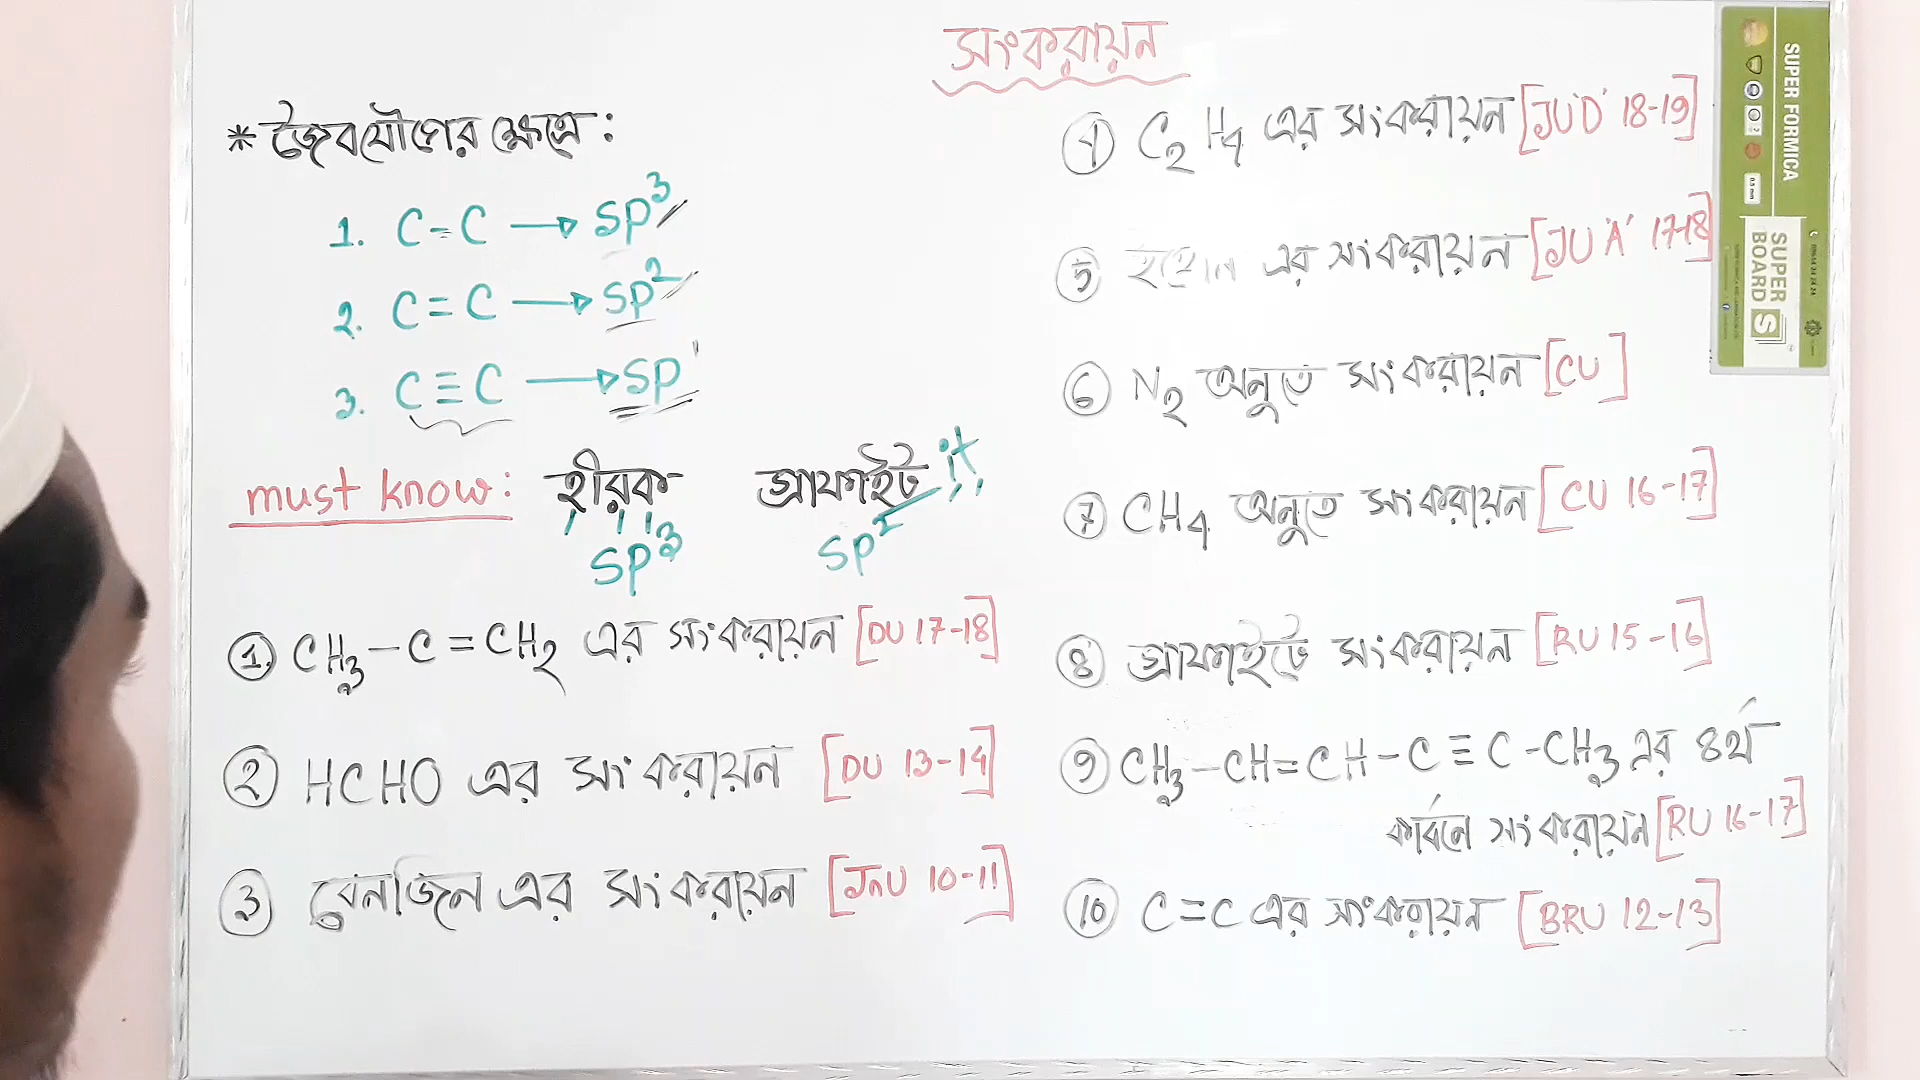 সংকরায়ন
* জৈবযৌগের ক্ষেত্রে :
1. C-C → SP³
2. C=C → SP²
3. C≡C → SP
must know: হীরক গ্রাফাইট
SP³ SP²
① CH₃-C=CH₂ এর সংকরায়ন [DU 17-18]
② HCHO এর সংকরায়ন [DU 13-14]
③ বেনজিন এর সংকরায়ন [JnU 10-11]
④ C₂H₄ এর সংকরায়ন [JU 'D' 18-19]
⑤ এর সংকরায়ন [JU 'A' 17-18]
⑥ N₂ অনুতে সংকরায়ন [CU]
⑦ CH₄ অনুতে সংকরায়ন [CU 16-17]
⑧ গ্রাফাইটে সংকরায়ন [RU 15-16]
⑨ CH₃-CH=CH-C≡C-CH₃ এর ৪র্থ
কার্বনে সংকরায়ন [RU 16-17]
⑩ C=C এর সংকরায়ন [BRU 12-13]
SUPER FORMICA
SUPER BOARD
S